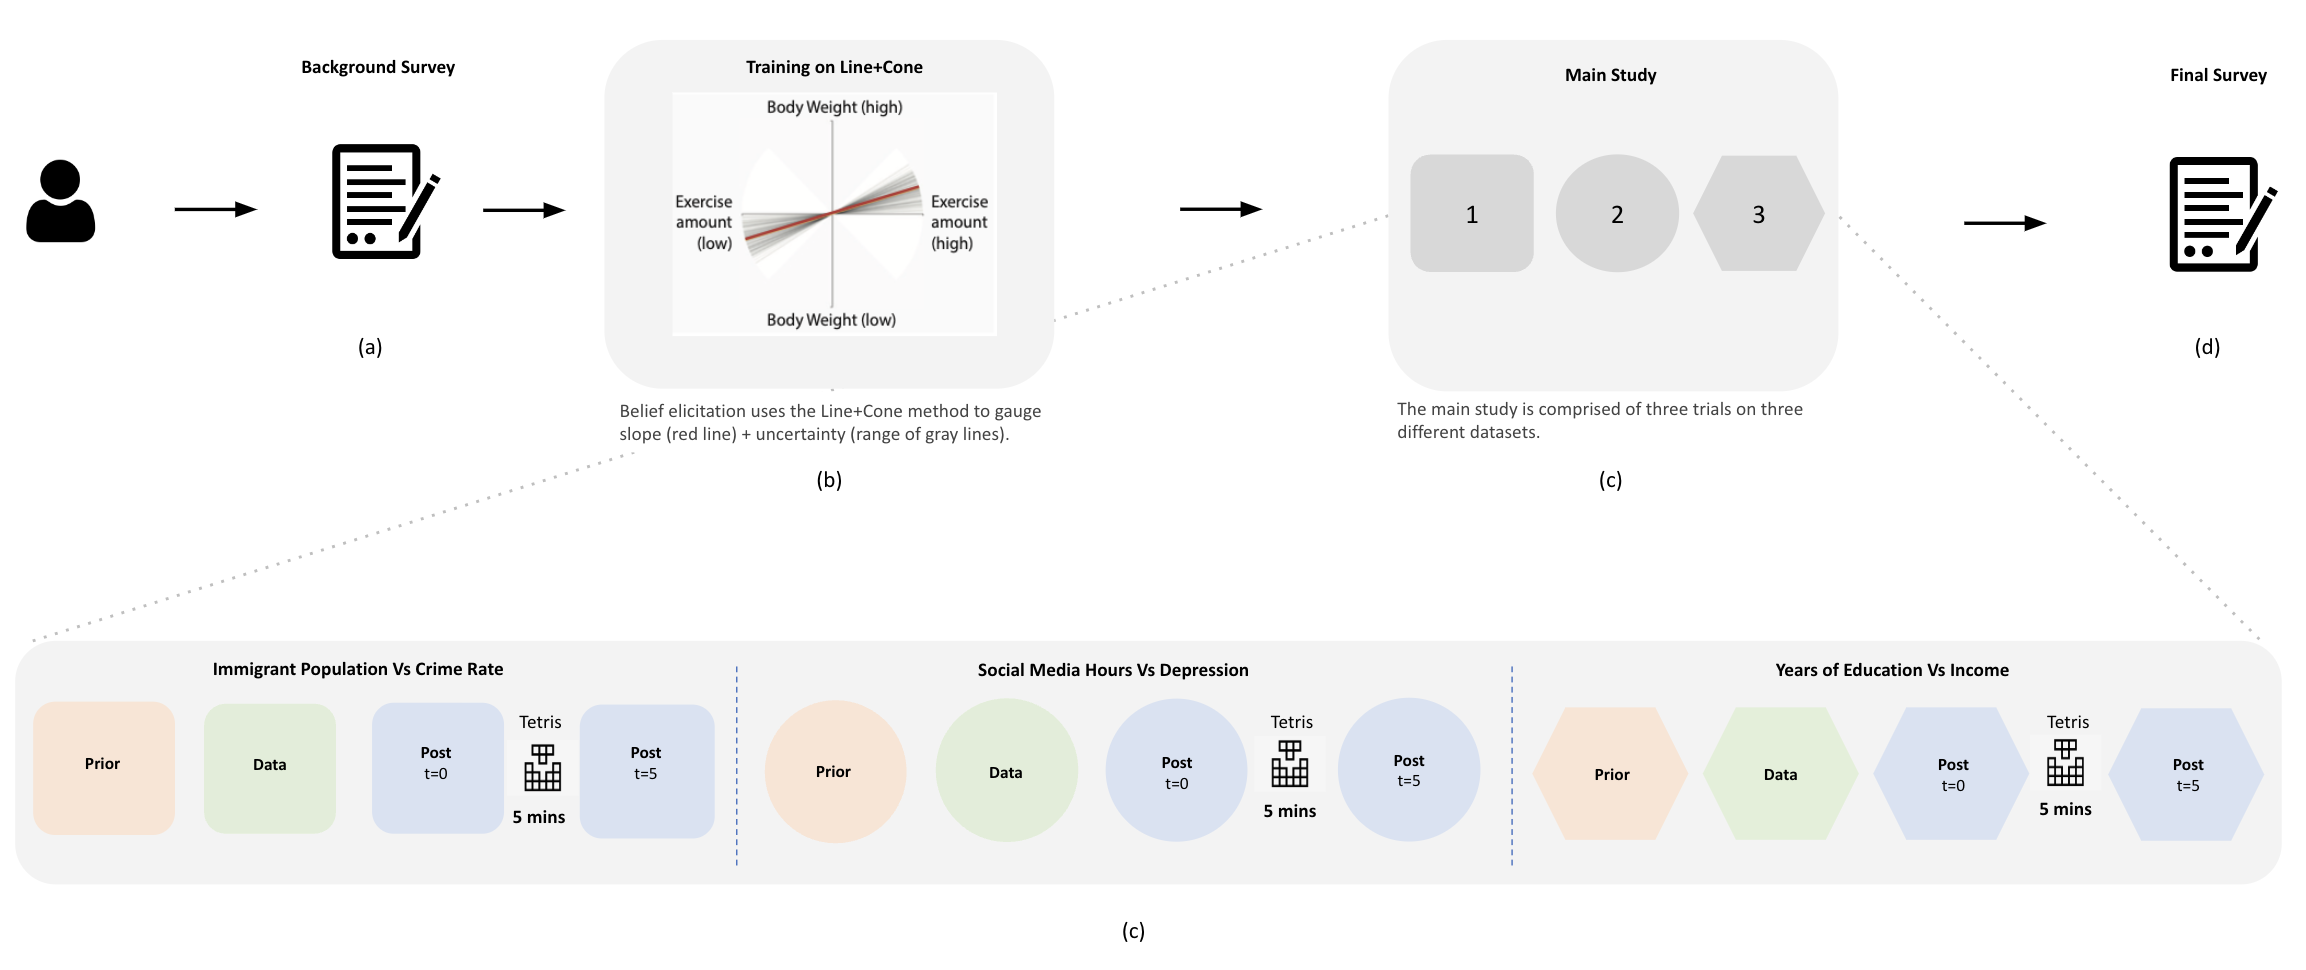 Background Survey
(a)
Training on Line+Cone
Body Weight (high)
Exercise
amount
(low)
Exercise
amount
(high)
Body Weight (low)
Belief elicitation uses the Line+Cone method to gauge
slope (red line) + uncertainty (range of gray lines).
(b)
Main Study
1
2
3
The main study is comprised of three trials on three
different datasets.
(c)
Final Survey
(d)
Immigrant Population Vs Crime Rate
Prior
Data
Post
t=0
Tetris
5 mins
Post
t=5
Social Media Hours Vs Depression
Prior
Data
Post
t=0
Tetris
5 mins
Post
t=5
Years of Education Vs Income
Prior
Data
Post
t=0
Tetris
5 mins
Post
t=5
(c)